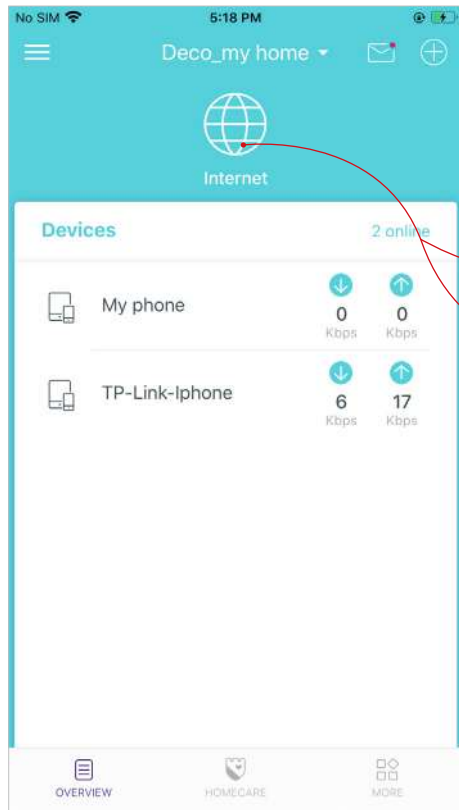 No SIM 5:18 PM
Deco_my home
Internet
Devices 2 online
My phone 0 0
Kbps Kbps
TP-Link-Iphone 6 17
Kbps Kbps
OVERVIEW HOMECARE MORE